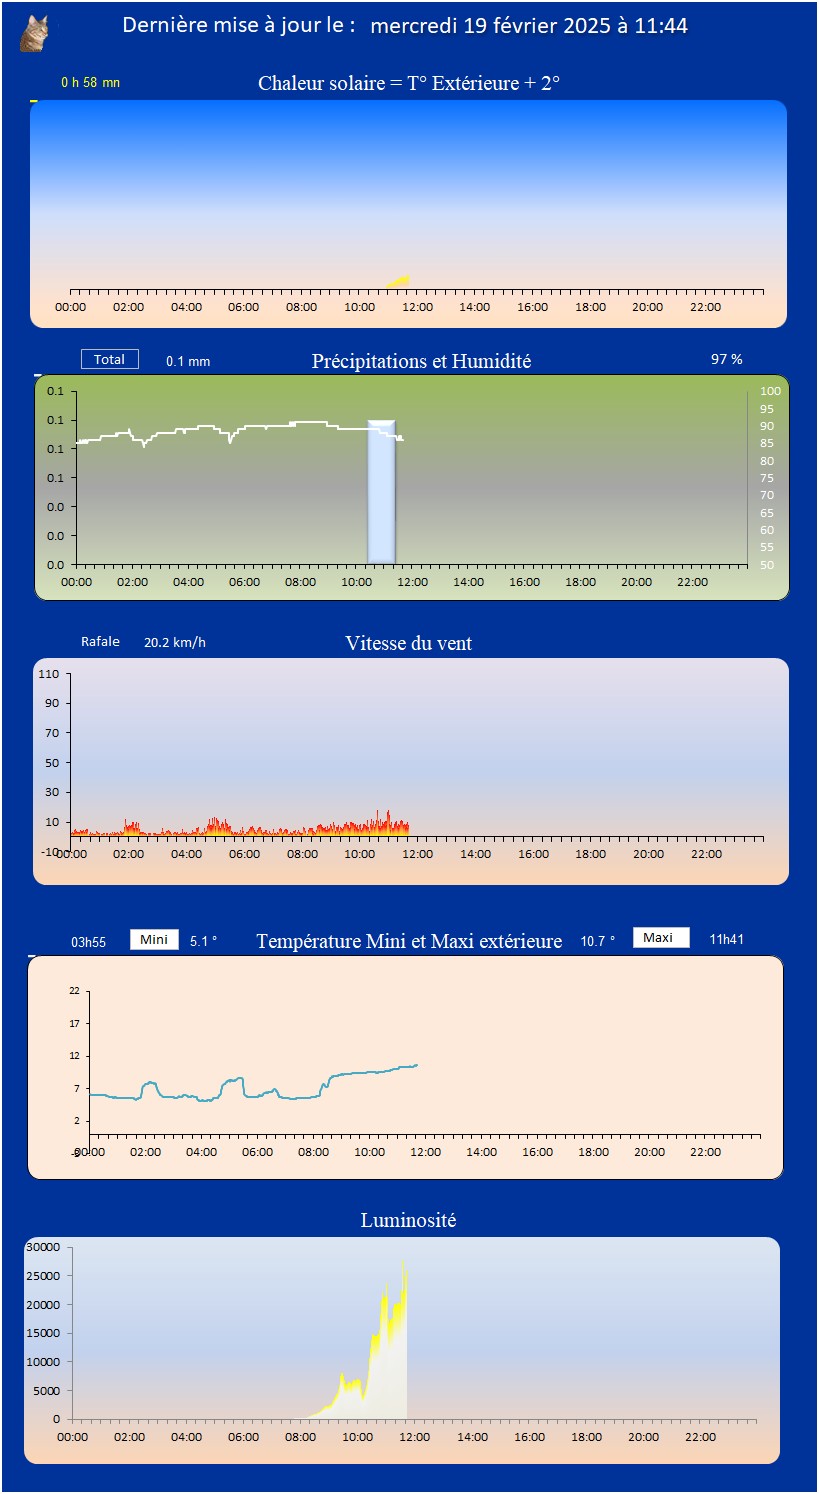 Dernière mise à jour le : mercredi 19 février 2025 à 11:44
0 h 58 mn Chaleur solaire = T° Extérieure + 2°
00:00 02:00 04:00 06:00 08:00 10:00 12:00 14:00 16:00 18:00 20:00 22:00
Total 0.1 mm Précipitations et Humidité 97 %
0.1 100
95
0.1 90
0.1 85
80
0.1 75
70
0.0 65
60
0.0 55
0.0 50
00:00 02:00 04:00 06:00 08:00 10:00 12:00 14:00 16:00 18:00 20:00 22:00
Rafale 20.2 km/h Vitesse du vent
110
90
70
50
30
10
-10
00:00 02:00 04:00 06:00 08:00 10:00 12:00 14:00 16:00 18:00 20:00 22:00
03h55 Mini 5.1 ° Température Mini et Maxi extérieure 10.7 ° Maxi 11h41
22
17
12
7
2
00:00 02:00 04:00 06:00 08:00 10:00 12:00 14:00 16:00 18:00 20:00 22:00
Luminosité
30000
25000
20000
15000
10000
5000
0
00:00 02:00 04:00 06:00 08:00 10:00 12:00 14:00 16:00 18:00 20:00 22:00